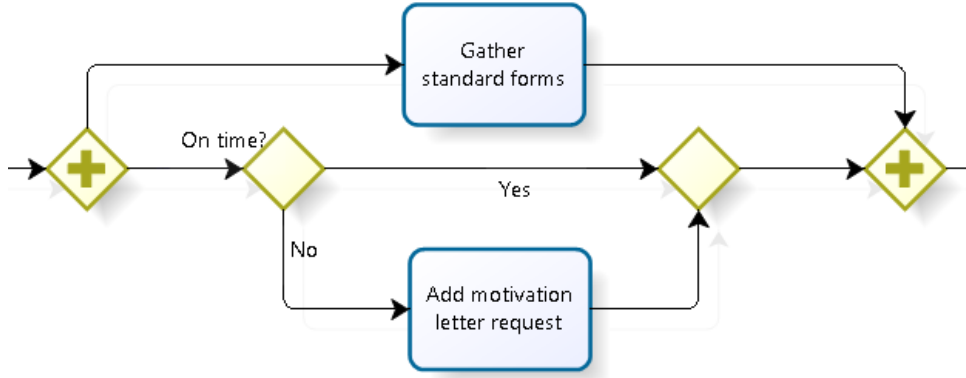 Gather
standard forms
On time?
Yes
No
Add motivation
letter request